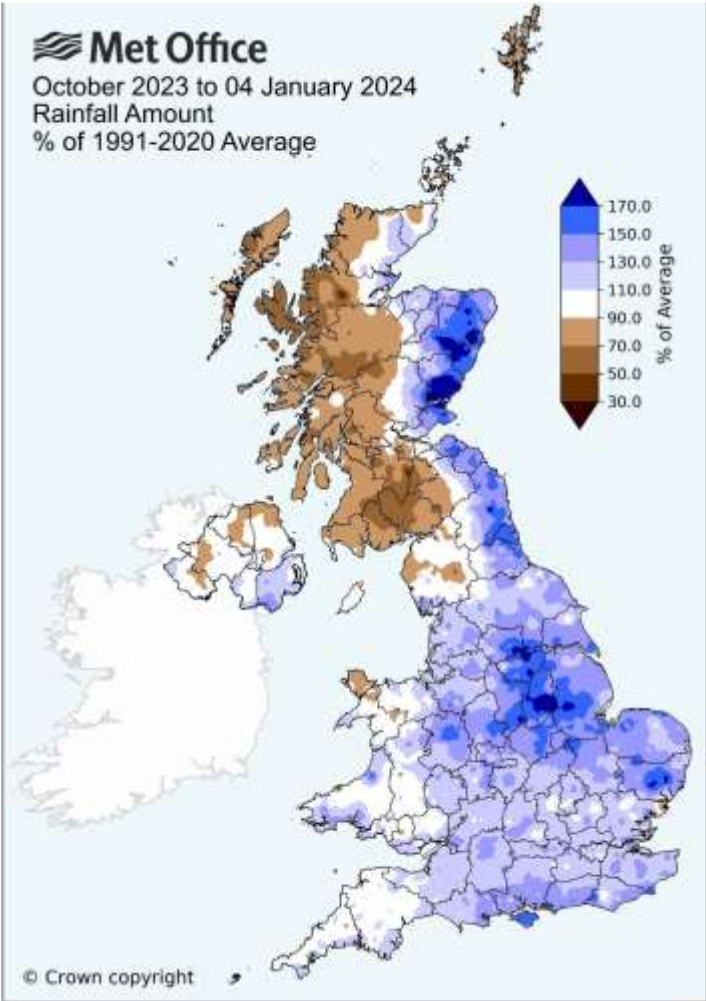 Met Office
October 2023 to 04 January 2024
Rainfall Amount
% of 1991-2020 Average
170.0
150.0
130.0
110.0
90.0
70.0
50.0
30.0
% of Average
© Crown copyright